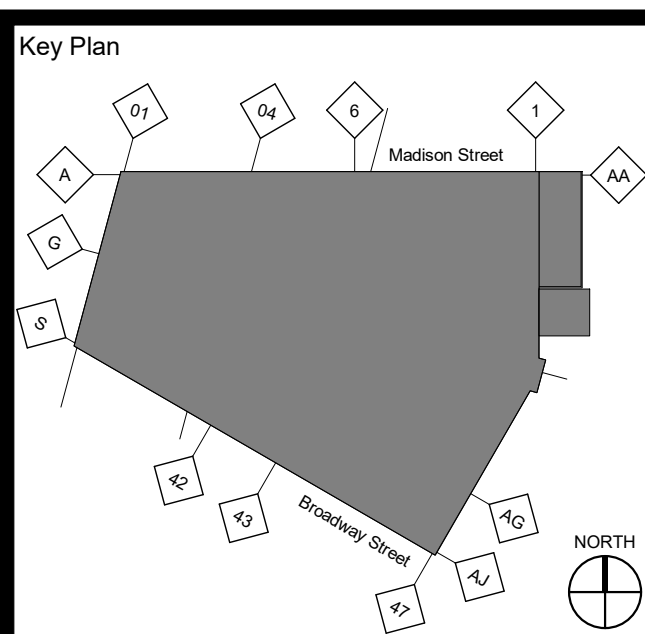 Key Plan
01
04
6
1
Madison Street
A
AA
G
S
42
43
Broadway Street
AG
AJ
47
NORTH